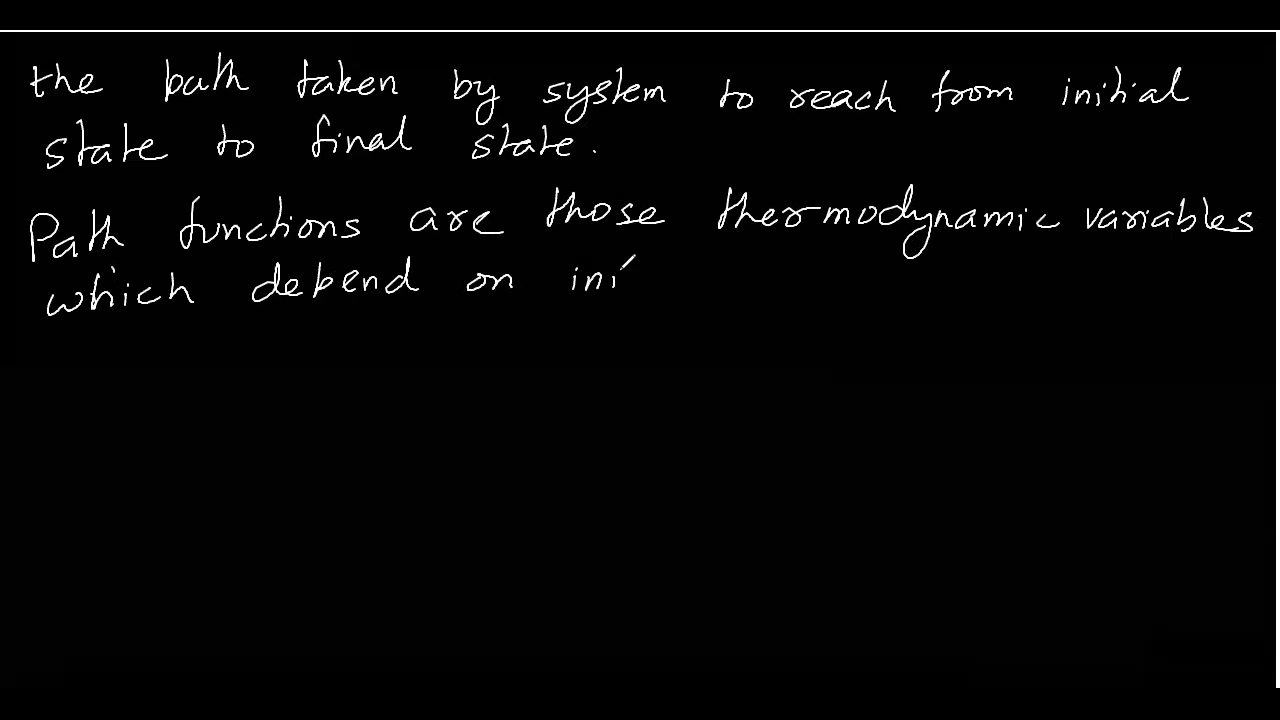 the path taken by system to reach from initial
state to final state.
Path functions are those thermodynamic variables
which depend on ini